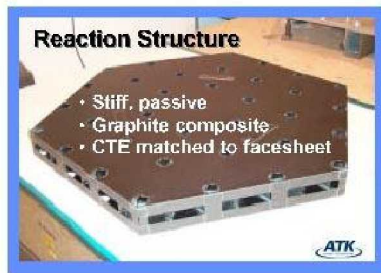 Reaction Structure
• Stiff, passive
• Graphite composite
• CTE matched to facesheet
ATK